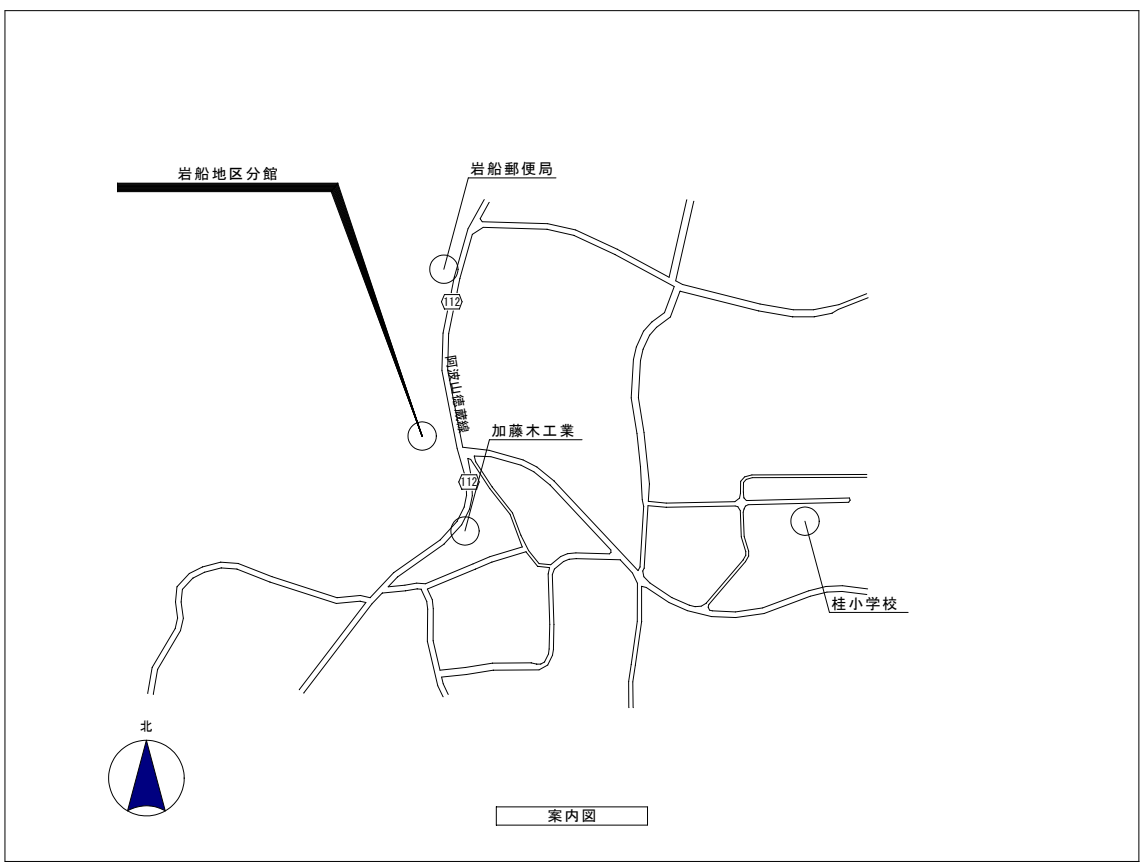 岩船郵便局
岩船地区分館
112
阿波山徳蔵線
加藤木工業
112
桂小学校
北
案内図